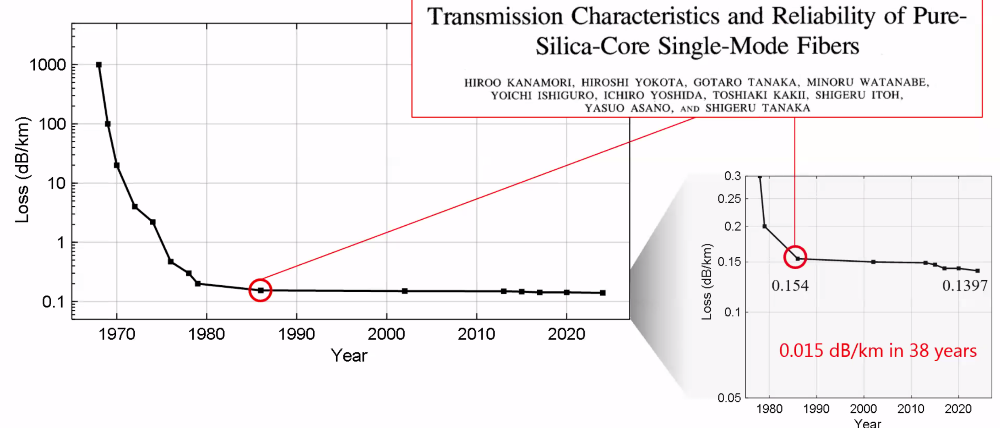 Transmission Characteristics and Reliability of Pure-
Silica-Core Single-Mode Fibers
HIROO KANAMORI, HIROSHI YOKOTA, GOTARO TANAKA, MINORU WATANABE,
YOICHI ISHIGURO, ICHIRO YOSHIDA, TOSHIAKI KAKII, SHIGERU ITOH,
YASUO ASANO, AND SHIGERU TANAKA
Loss (dB/km)
1000
100
10
1
0.1
1970 1980 1990 2000 2010 2020
Year
Loss (dB/km)
0.3
0.25
0.2
0.15
0.1
0.05
0.154
0.1397
0.015 dB/km in 38 years
1980 1990 2000 2010 2020
Year